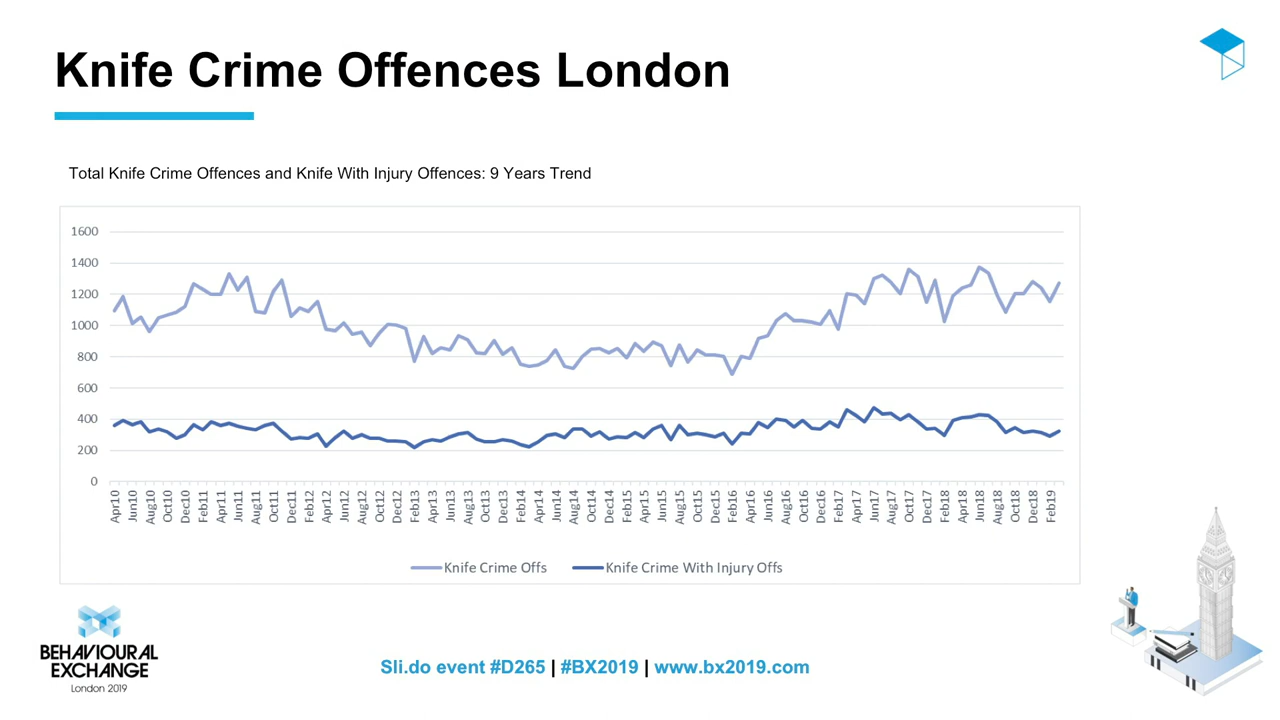 Knife Crime Offences London
Total Knife Crime Offences and Knife With Injury Offences: 9 Years Trend
1600
1400
1200
1000
800
600
400
200
0
Apr10 Jun10 Aug10 Oct10 Dec10 Feb11 Apr11 Jun11 Aug11 Oct11 Dec11 Feb12 Apr12 Jun12 Aug12 Oct12 Dec12 Feb13 Apr13 Jun13 Aug13 Oct13 Dec13 Feb14 Apr14 Jun14 Aug14 Oct14 Dec14 Feb15 Apr15 Jun15 Aug15 Oct15 Dec15 Feb16 Apr16 Jun16 Aug16 Oct16 Dec16 Feb17 Apr17 Jun17 Aug17 Oct17 Dec17 Feb18 Apr18 Jun18 Aug18 Oct18 Dec18 Feb19
Knife Crime Offs Knife Crime With Injury Offs
BEHAVIOURAL
EXCHANGE
London 2019
Sli.do event #D265 | #BX2019 | www.bx2019.com